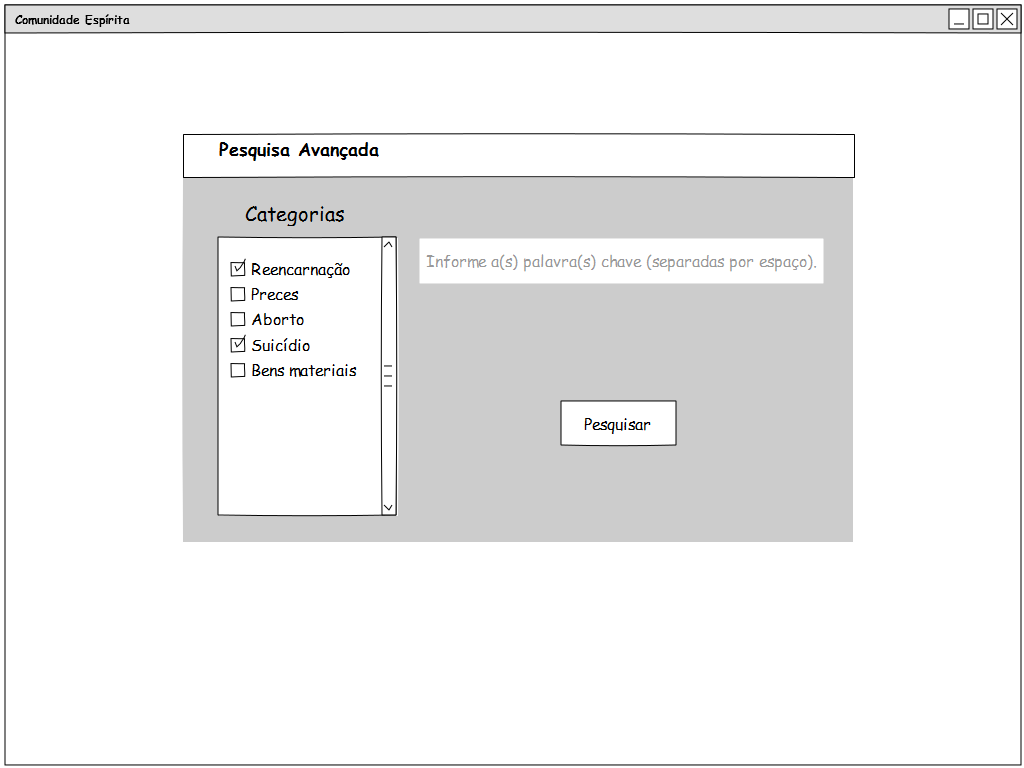 Comunidade Espírita
Pesquisa Avançada
Categorias
Reencarnação
Preces
Aborto
Suicídio
Bens materiais
Informe a(s) palavra(s) chave (separadas por espaço).
Pesquisar